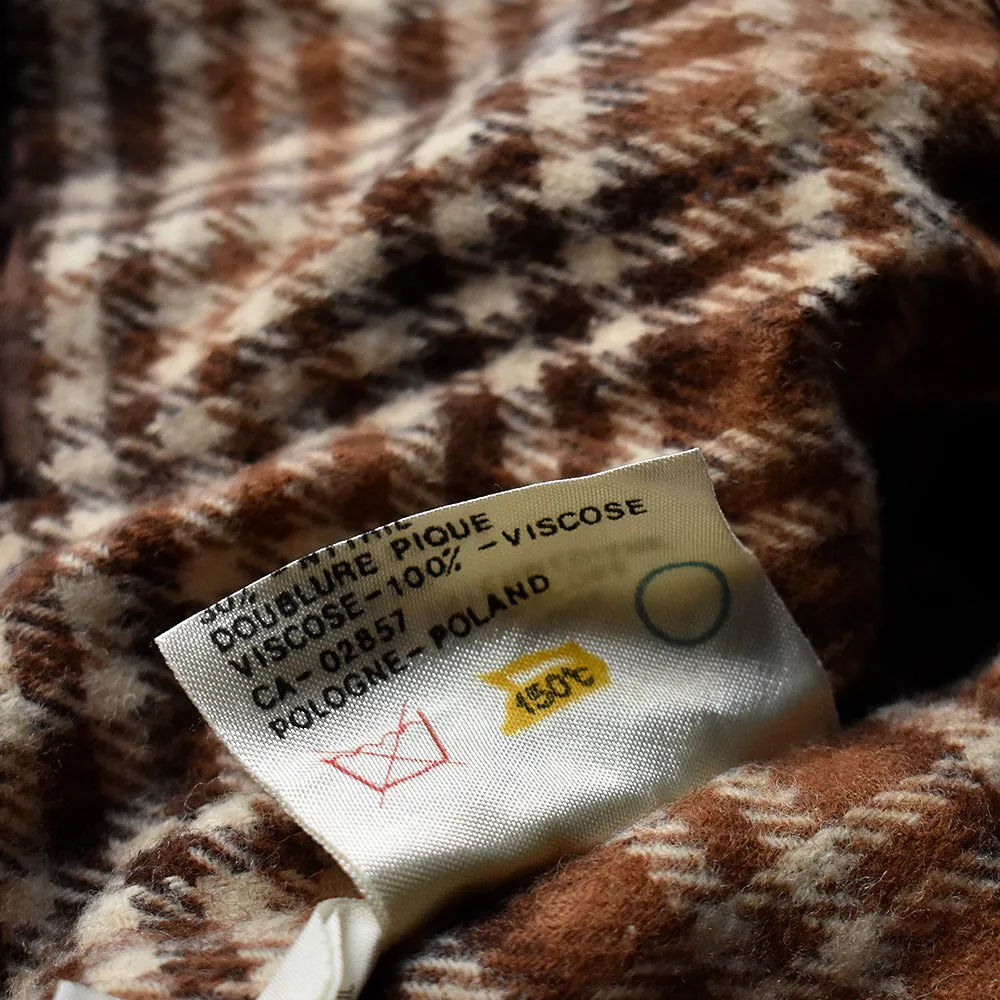 DOUBLURE PIQUE
VISCOSE-100% -VISCOSE
CA-02857
POLOGNE-POLAND
150℃